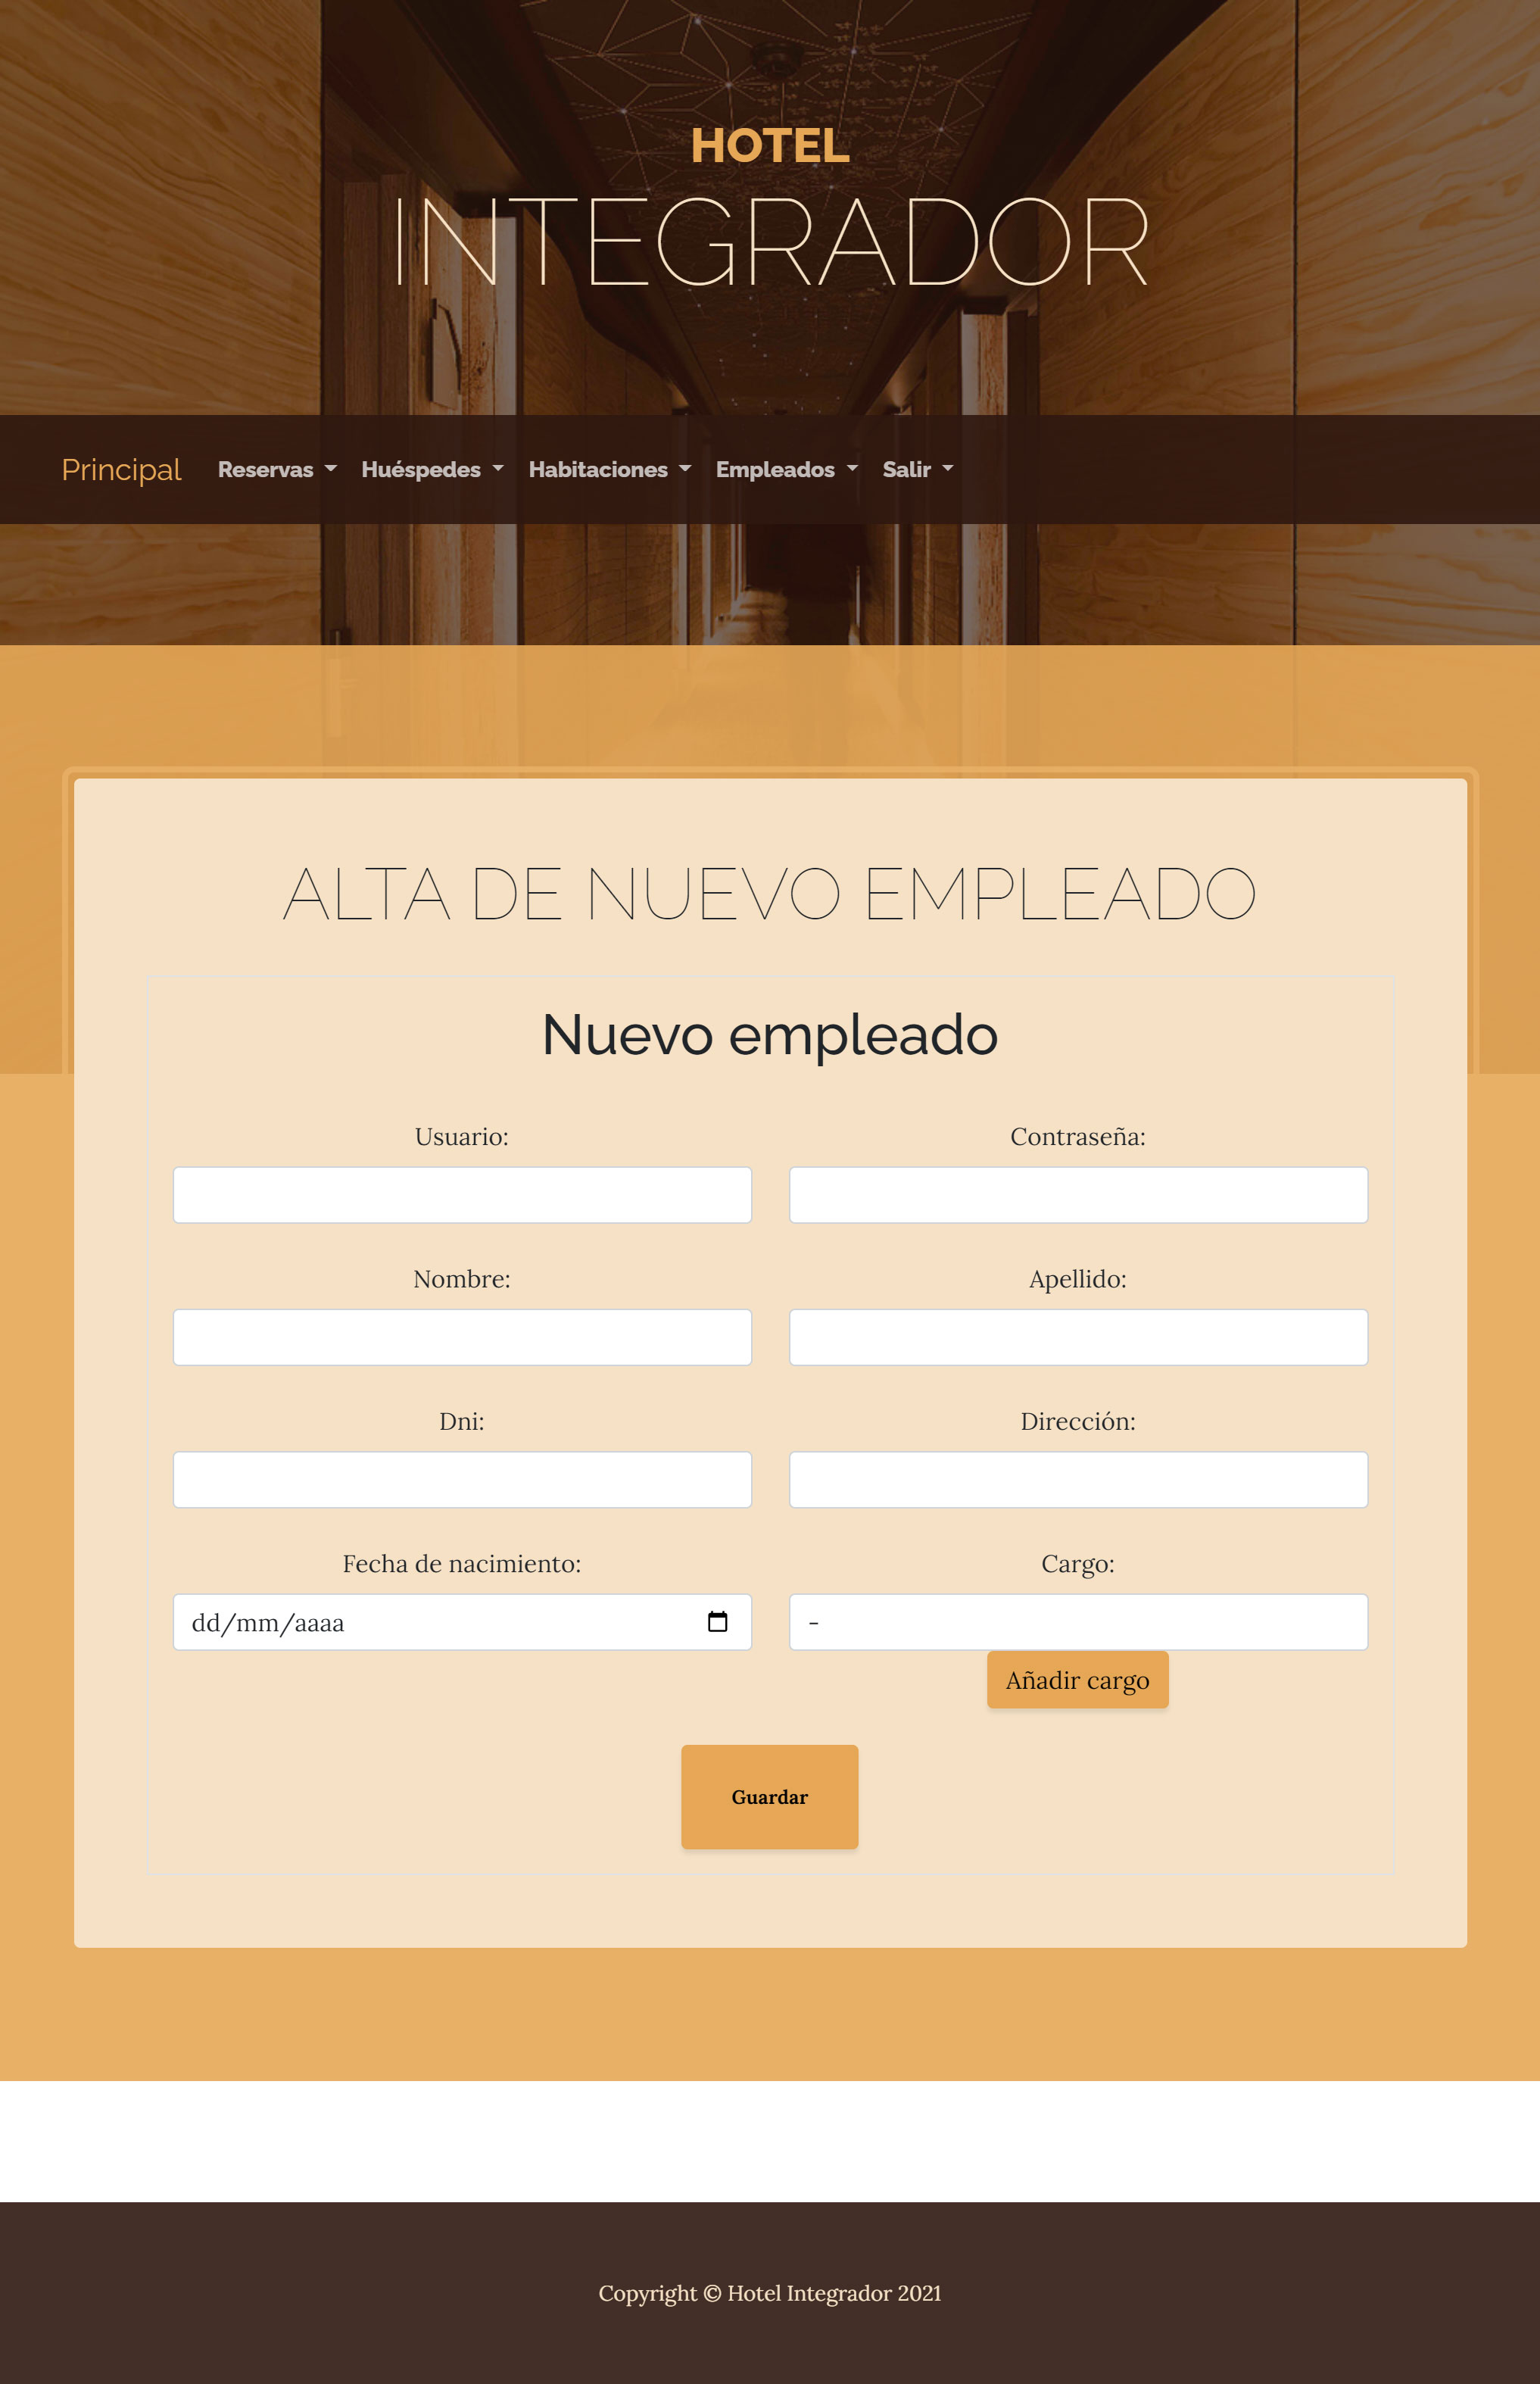 HOTEL
INTEGRADOR
Principal Reservas Huéspedes Habitaciones Empleados Salir
ALTA DE NUEVO EMPLEADO
Nuevo empleado
Usuario: Contraseña:
Nombre: Apellido:
Dni: Dirección:
Fecha de nacimiento: Cargo:
dd/mm/aaaa -
Añadir cargo
Guardar
Copyright © Hotel Integrador 2021